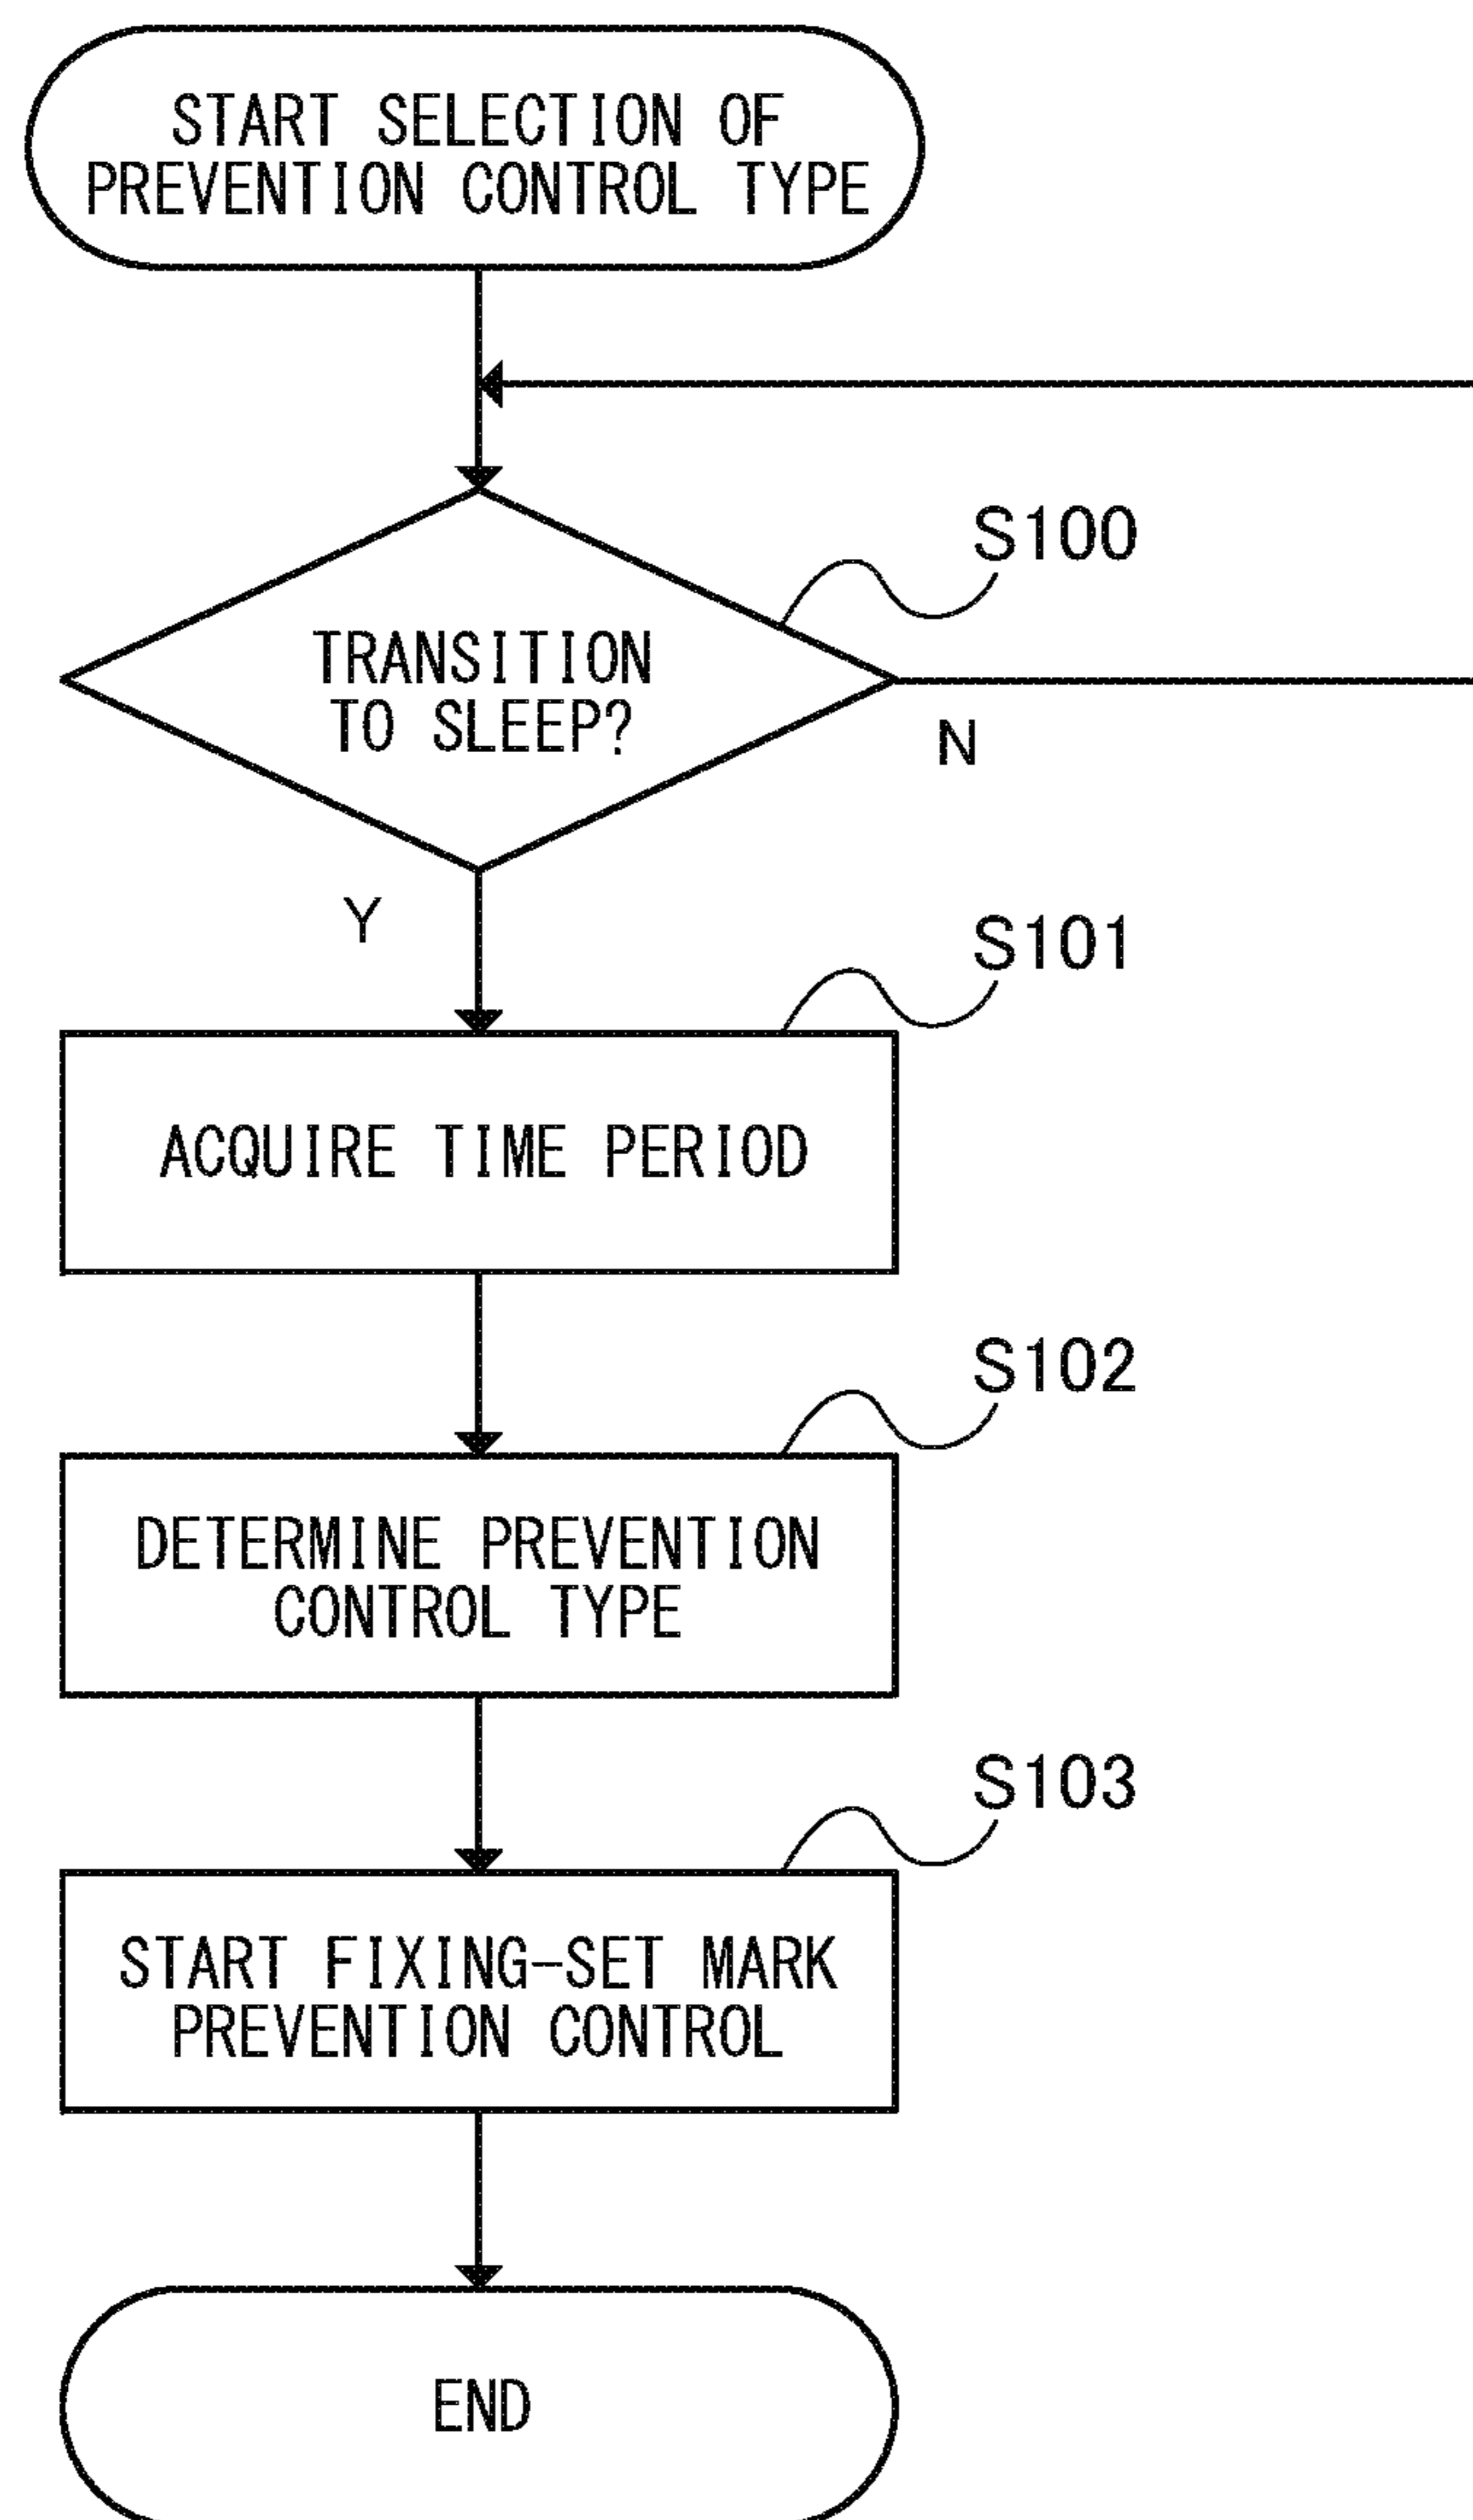 START SELECTION OF
PREVENTION CONTROL TYPE
S100
TRANSITION
TO SLEEP?
N
Y
S101
ACQUIRE TIME PERIOD
S102
DETERMINE PREVENTION
CONTROL TYPE
S103
START FIXING-SET MARK
PREVENTION CONTROL
END